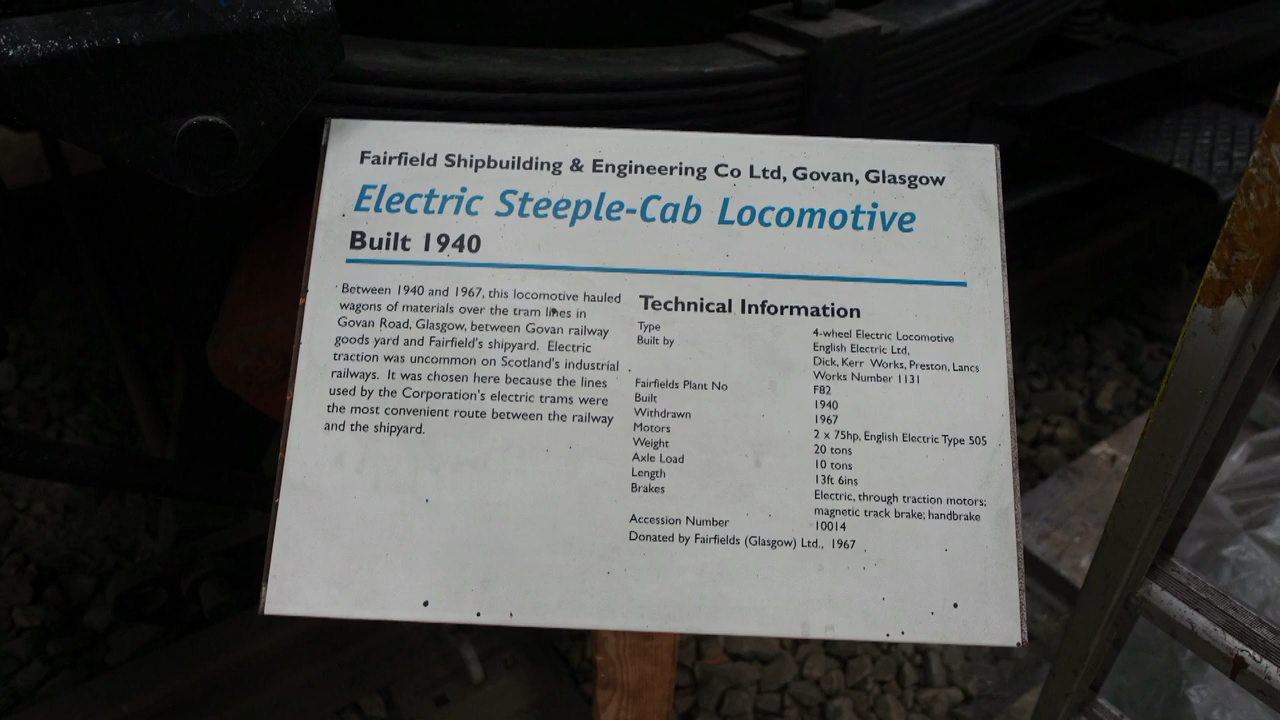 Fairfield Shipbuilding & Engineering Co Ltd, Govan, Glasgow
Electric Steeple-Cab Locomotive
Built 1940
Between 1940 and 1967, this locomotive hauled
wagons of materials over the tram lines in
Govan Road, Glasgow, between Govan railway
goods yard and Fairfield's shipyard. Electric
traction was uncommon on Scotland's industrial
railways. It was chosen here because the lines
used by the Corporation's electric trams were
the most convenient route between the railway
and the shipyard.
Technical Information
Type 4-wheel Electric Locomotive
Built by English Electric Ltd,
Dick, Kerr Works, Preston, Lancs
Works Number 1131
Fairfields Plant No F82
Built 1940
Withdrawn 1967
Motors 2 x 75hp, English Electric Type 505
Weight 20 tons
Axle Load 10 tons
Length 13ft 6ins
Brakes Electric, through traction motors;
magnetic track brake; handbrake
Accession Number 10014
Donated by Fairfields (Glasgow) Ltd., 1967